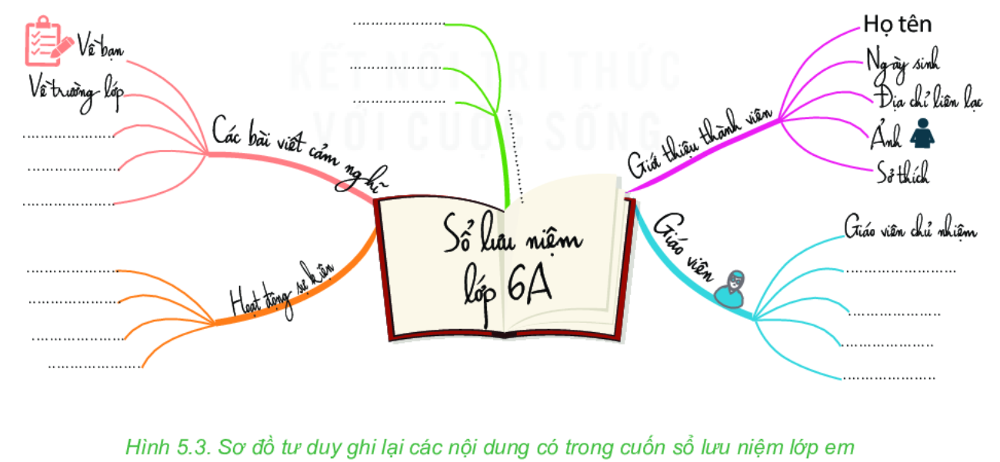 KẾT NỐI TRI THỨC
VỚI CUỘC SỐNG
Về bạn
Về trường lớp
....................
....................
....................
Các bài viết cảm nghĩ
....................
....................
....................
....................
Họ tên
Ngày sinh
Địa chỉ liên lạc
Ảnh
Sở thích
Giới thiệu thành viên
Sổ lưu niệm
lớp 6A
Giáo viên
Giáo viên chủ nhiệm
....................
....................
....................
....................
Hoạt động sự kiện
....................
....................
....................
....................
Hình 5.3. Sơ đồ tư duy ghi lại các nội dung có trong cuốn sổ lưu niệm lớp em